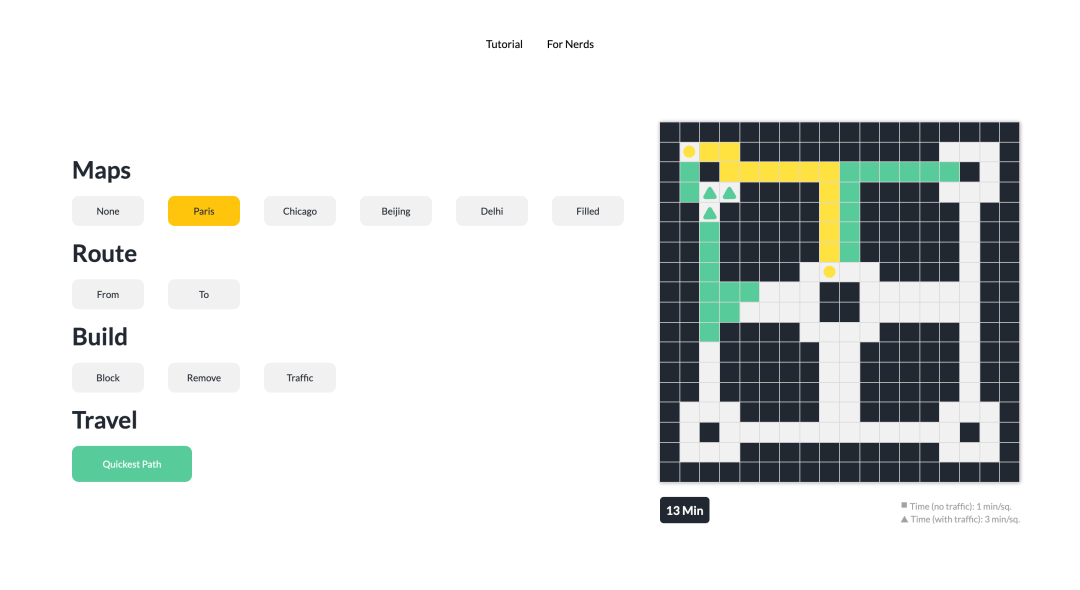 Tutorial For Nerds
Maps
None Paris Chicago Beijing Delhi Filled
Route
From To
Build
Block Remove Traffic
Travel
Quickest Path
13 Min
Time (no traffic): 1 min/sq.
Time (with traffic): 3 min/sq.